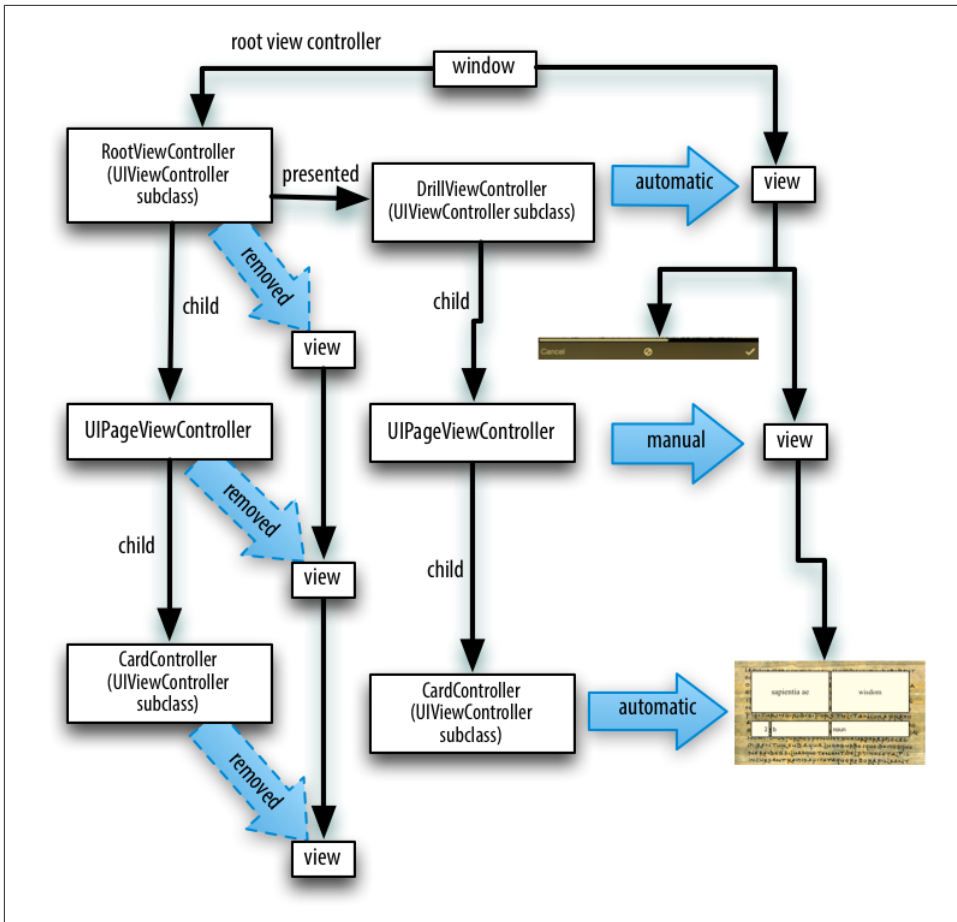 root view controller
window
RootViewController
(UIViewController
subclass)
presented
DrillViewController
(UIViewController subclass)
automatic
view
removed
child
child
view
Cancel
UIPageViewController
UIPageViewController
manual
view
removed
child
child
view
CardController
(UIViewController
subclass)
CardController
(UIViewController
subclass)
automatic
sapientia ae
wisdom
2
b
noun
removed
view